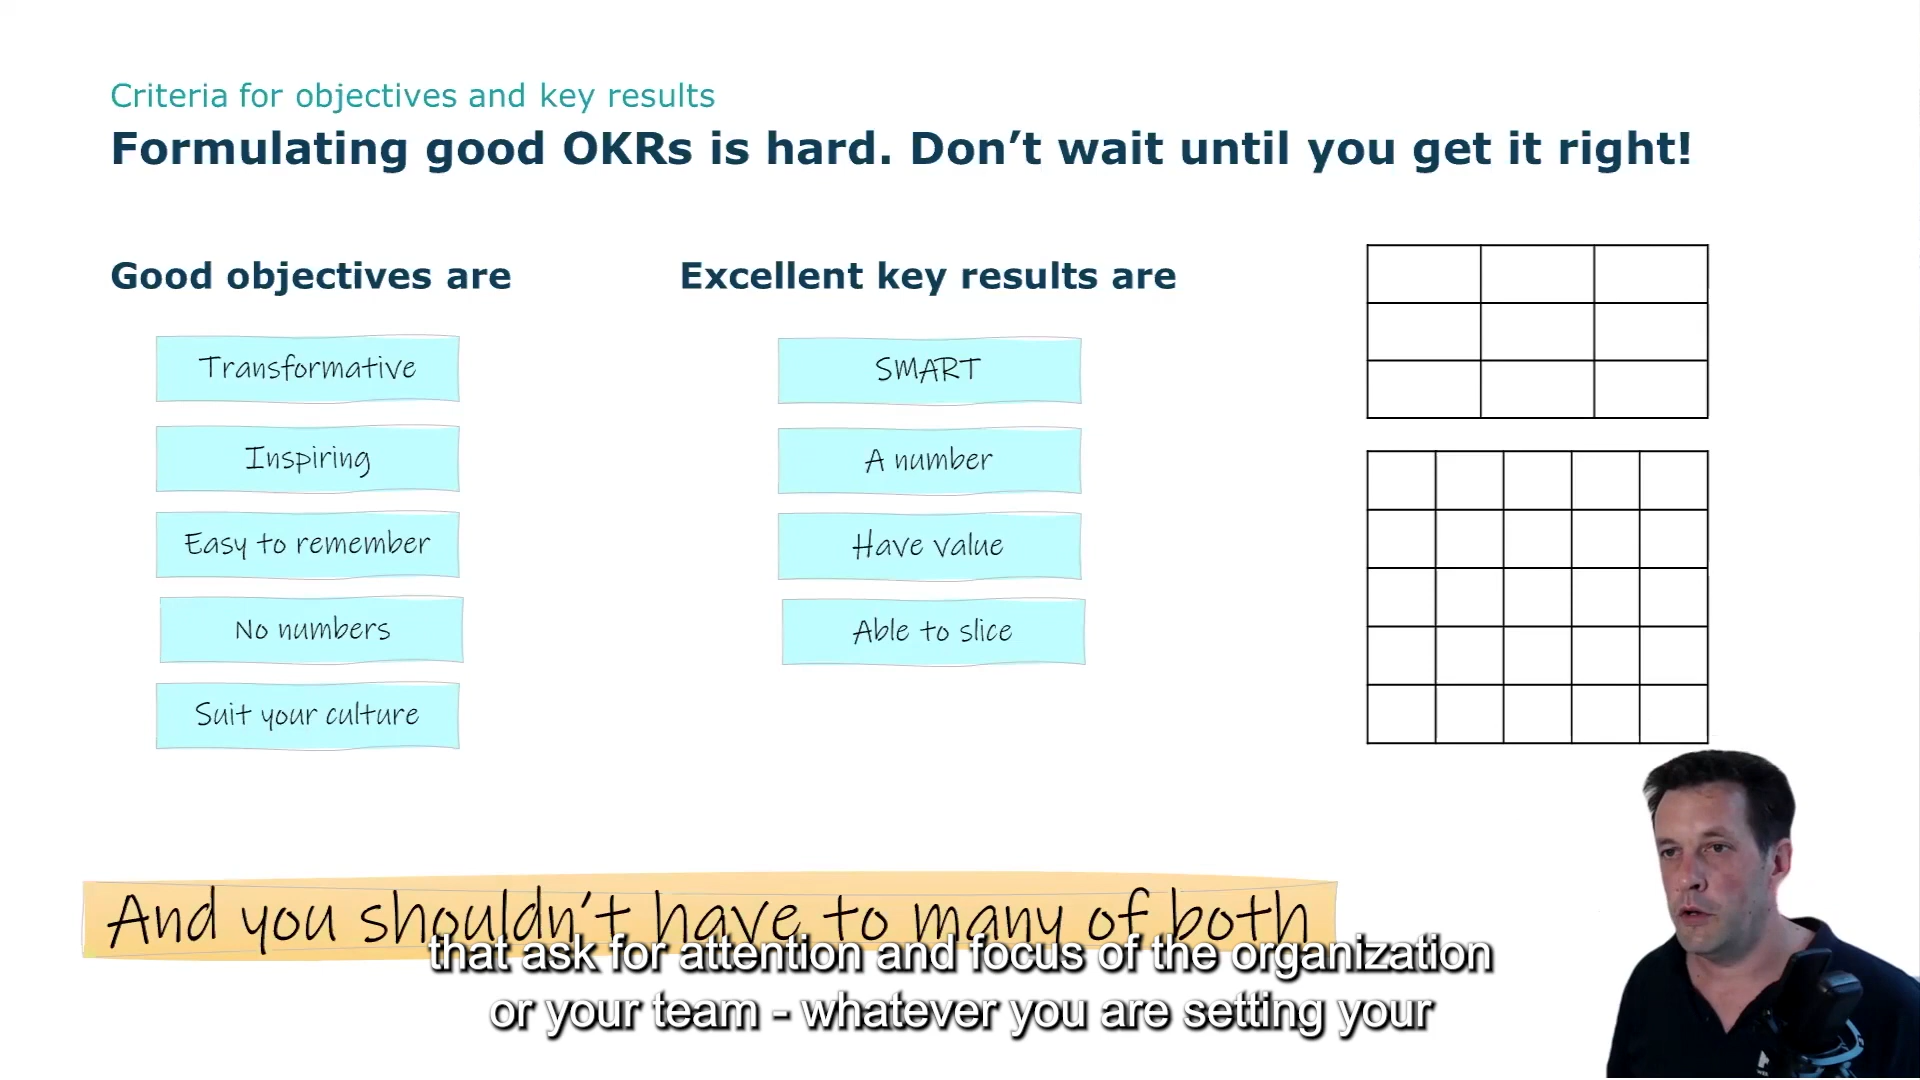 Criteria for objectives and key results
Formulating good OKRs is hard. Don’t wait until you get it right!
Good objectives are
Transformative
Inspiring
Easy to remember
No numbers
Suit your culture
Excellent key results are
SMART
A number
Have value
Able to slice
And you shouldn’t have to many of both
that ask for attention and focus of the organization
or your team - whatever you are setting your